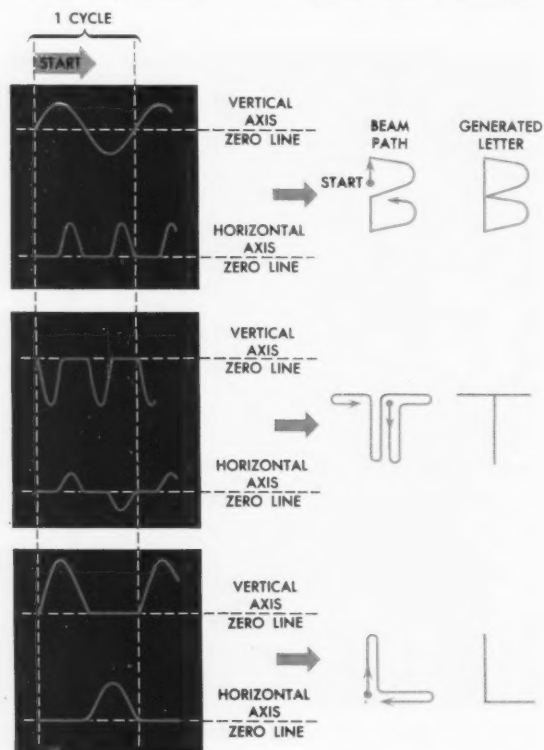 1 CYCLE
START
VERTICAL
AXIS
ZERO LINE
HORIZONTAL
AXIS
ZERO LINE
BEAM
PATH
GENERATED
LETTER
START
VERTICAL
AXIS
ZERO LINE
HORIZONTAL
AXIS
ZERO LINE
VERTICAL
AXIS
ZERO LINE
HORIZONTAL
AXIS
ZERO LINE
B
T
L